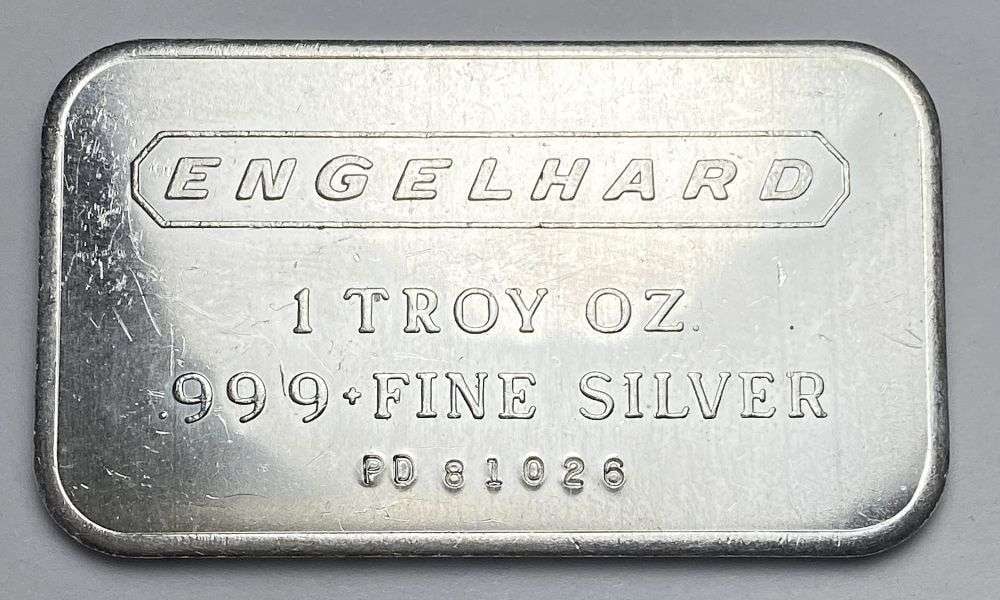 ENGELHARD
1 TROY OZ.
.999+FINE SILVER
PD 81026